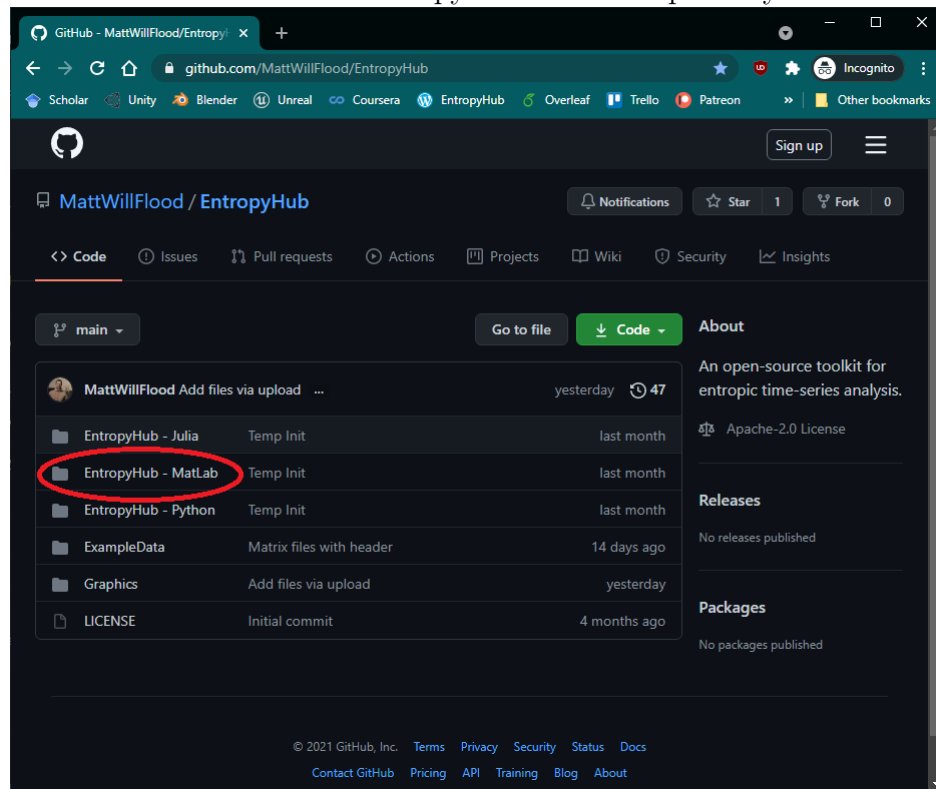 GitHub - MattWillFlood/Entropy
github.com/MattWillFlood/EntropyHub Incognito
Scholar Unity Blender Unreal Coursera EntropyHub Overleaf Trello Patreon » Other bookmarks
Sign up
MattWillFlood / EntropyHub Notifications Star 1 Fork 0
<> Code Issues Pull requests Actions Projects Wiki Security Insights
main Go to file Code
About
An open-source toolkit for
entropic time-series analysis.
Apache-2.0 License
Releases
No releases published
Packages
No packages published
MattWillFlood Add files via upload ... yesterday 47
EntropyHub - Julia Temp Init last month
EntropyHub - MatLab Temp Init last month
EntropyHub - Python Temp Init last month
ExampleData Matrix files with header 14 days ago
Graphics Add files via upload yesterday
LICENSE Initial commit 4 months ago
© 2021 GitHub, Inc. Terms Privacy Security Status Docs
Contact GitHub Pricing API Training Blog About